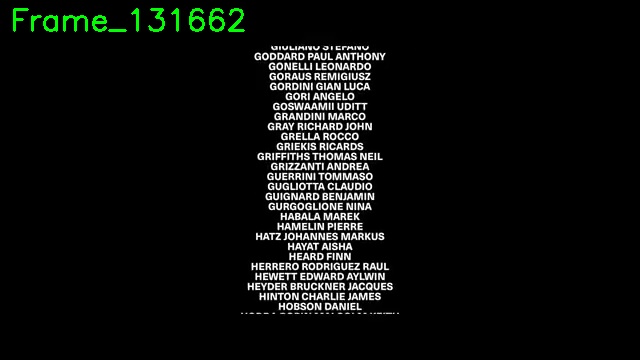 Frame_131662
GIULIANO STEFANO
GODDARD PAUL ANTHONY
GONELLI LEONARDO
GORAUS REMIGIUSZ
GORDINI GIAN LUCA
GORI ANGELO
GOSWAAMII UDITT
GRANDINI MARCO
GRAY RICHARD JOHN
GRELLA ROCCO
GRIEKIS RICARDS
GRIFFITHS THOMAS NEIL
GRIZZANTI ANDREA
GUERRINI TOMMASO
GUGLIOTTA CLAUDIO
GUIGNARD BENJAMIN
GURGOGLIONE NINA
HABALA MAREK
HAMELIN PIERRE
HATZ JOHANNES MARKUS
HAYAT AISHA
HEARD FINN
HERRERO RODRIGUEZ RAUL
HEWETT EDWARD AYLWIN
HEYDER BRUCKNER JACQUES
HINTON CHARLIE JAMES
HOBSON DANIEL